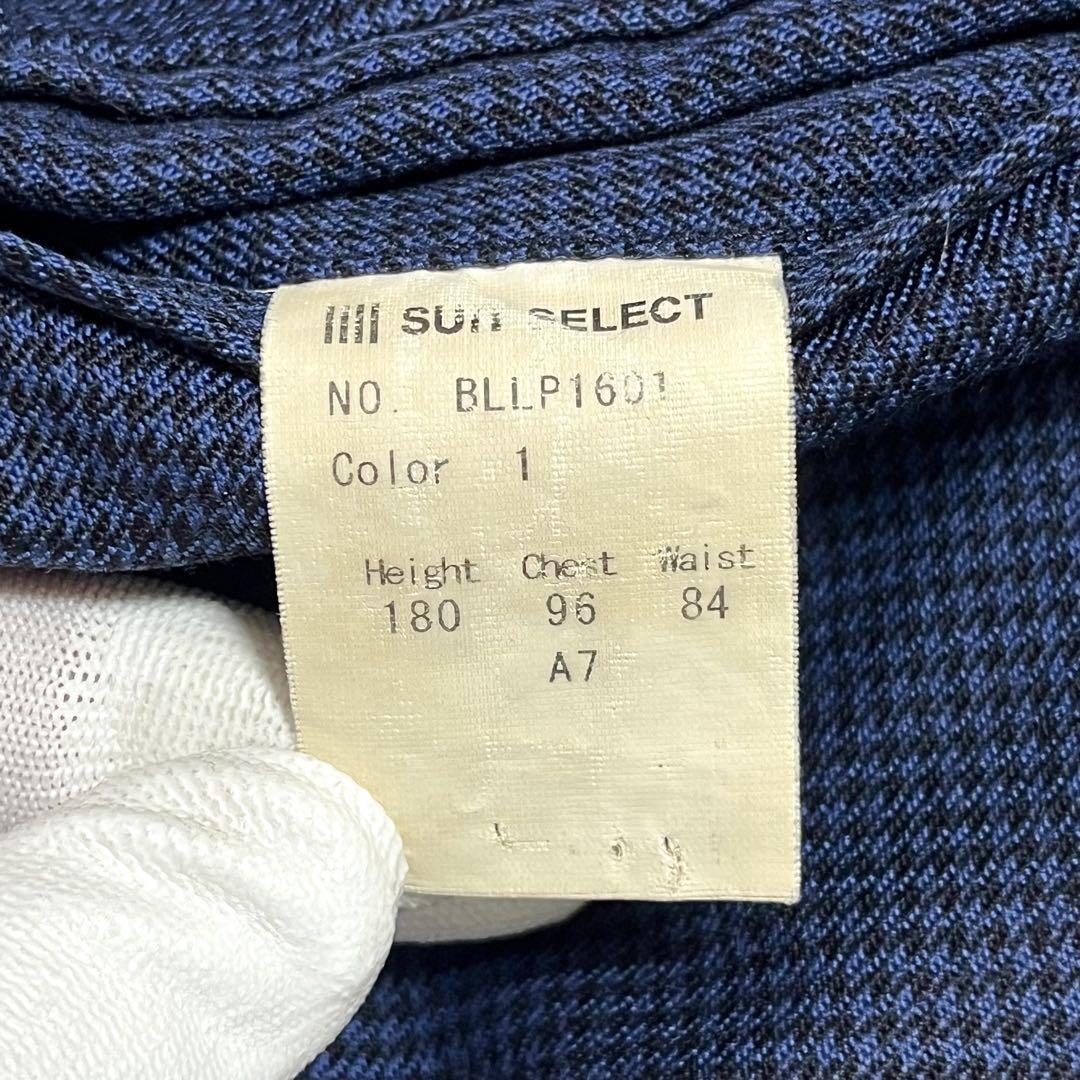 SUIT SELECT
NO. BLLP1601
Color 1
Height Chest Waist
180 96 84
A7